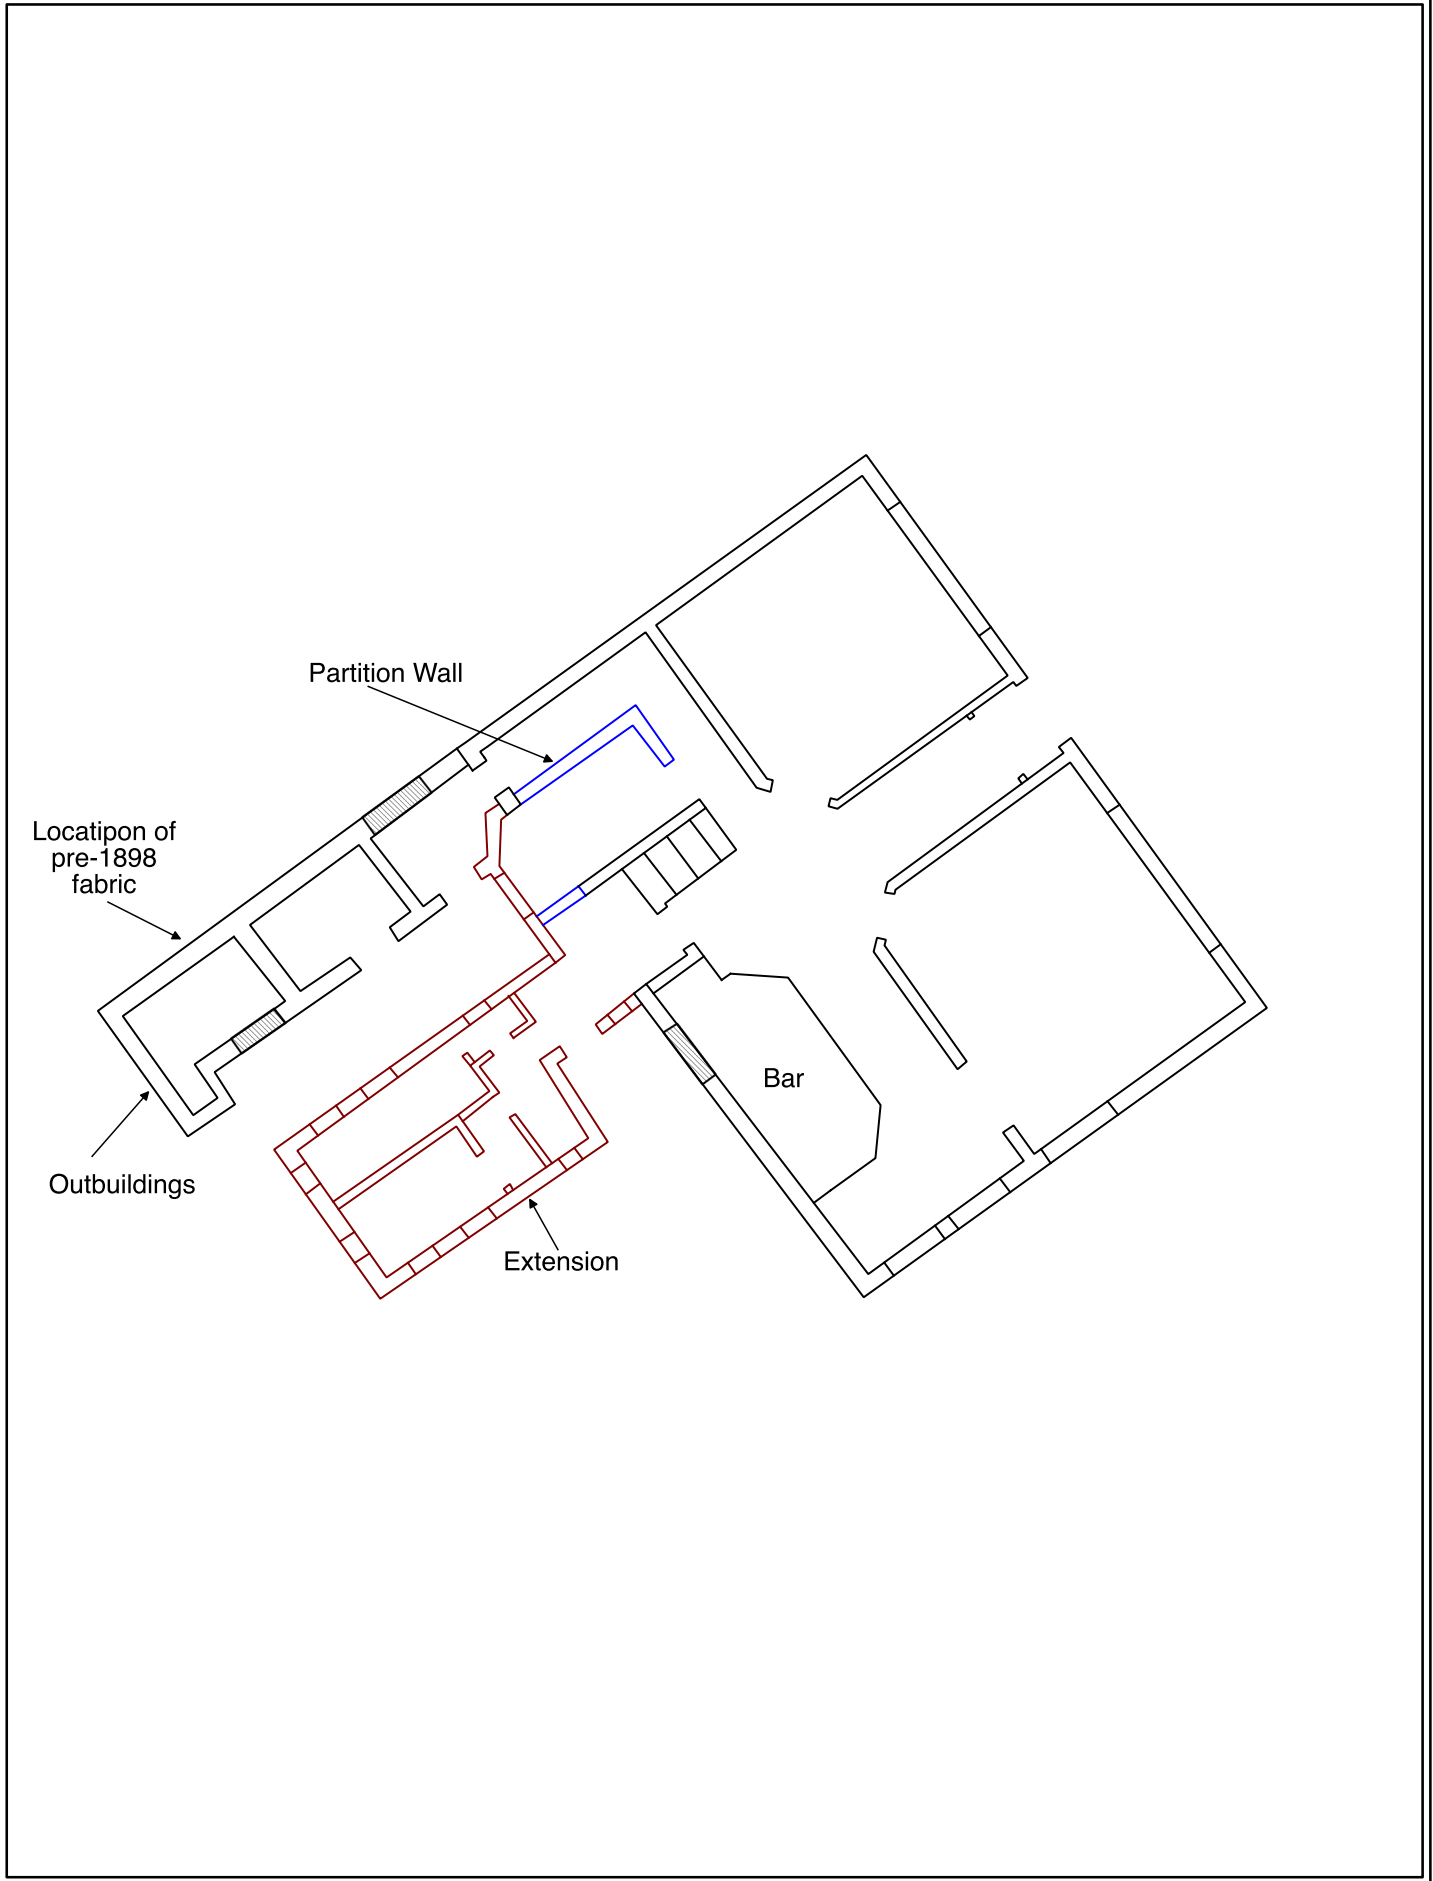 Partition Wall
Locatipon of
pre-1898
fabric
Bar
Outbuildings
Extension